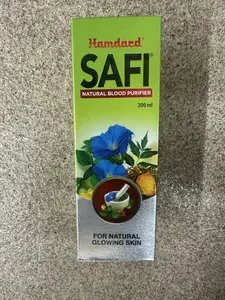 Hamdard®
SAFI®
NATURAL BLOOD PURIFIER
200 ml
FOR NATURAL
GLOWING SKIN